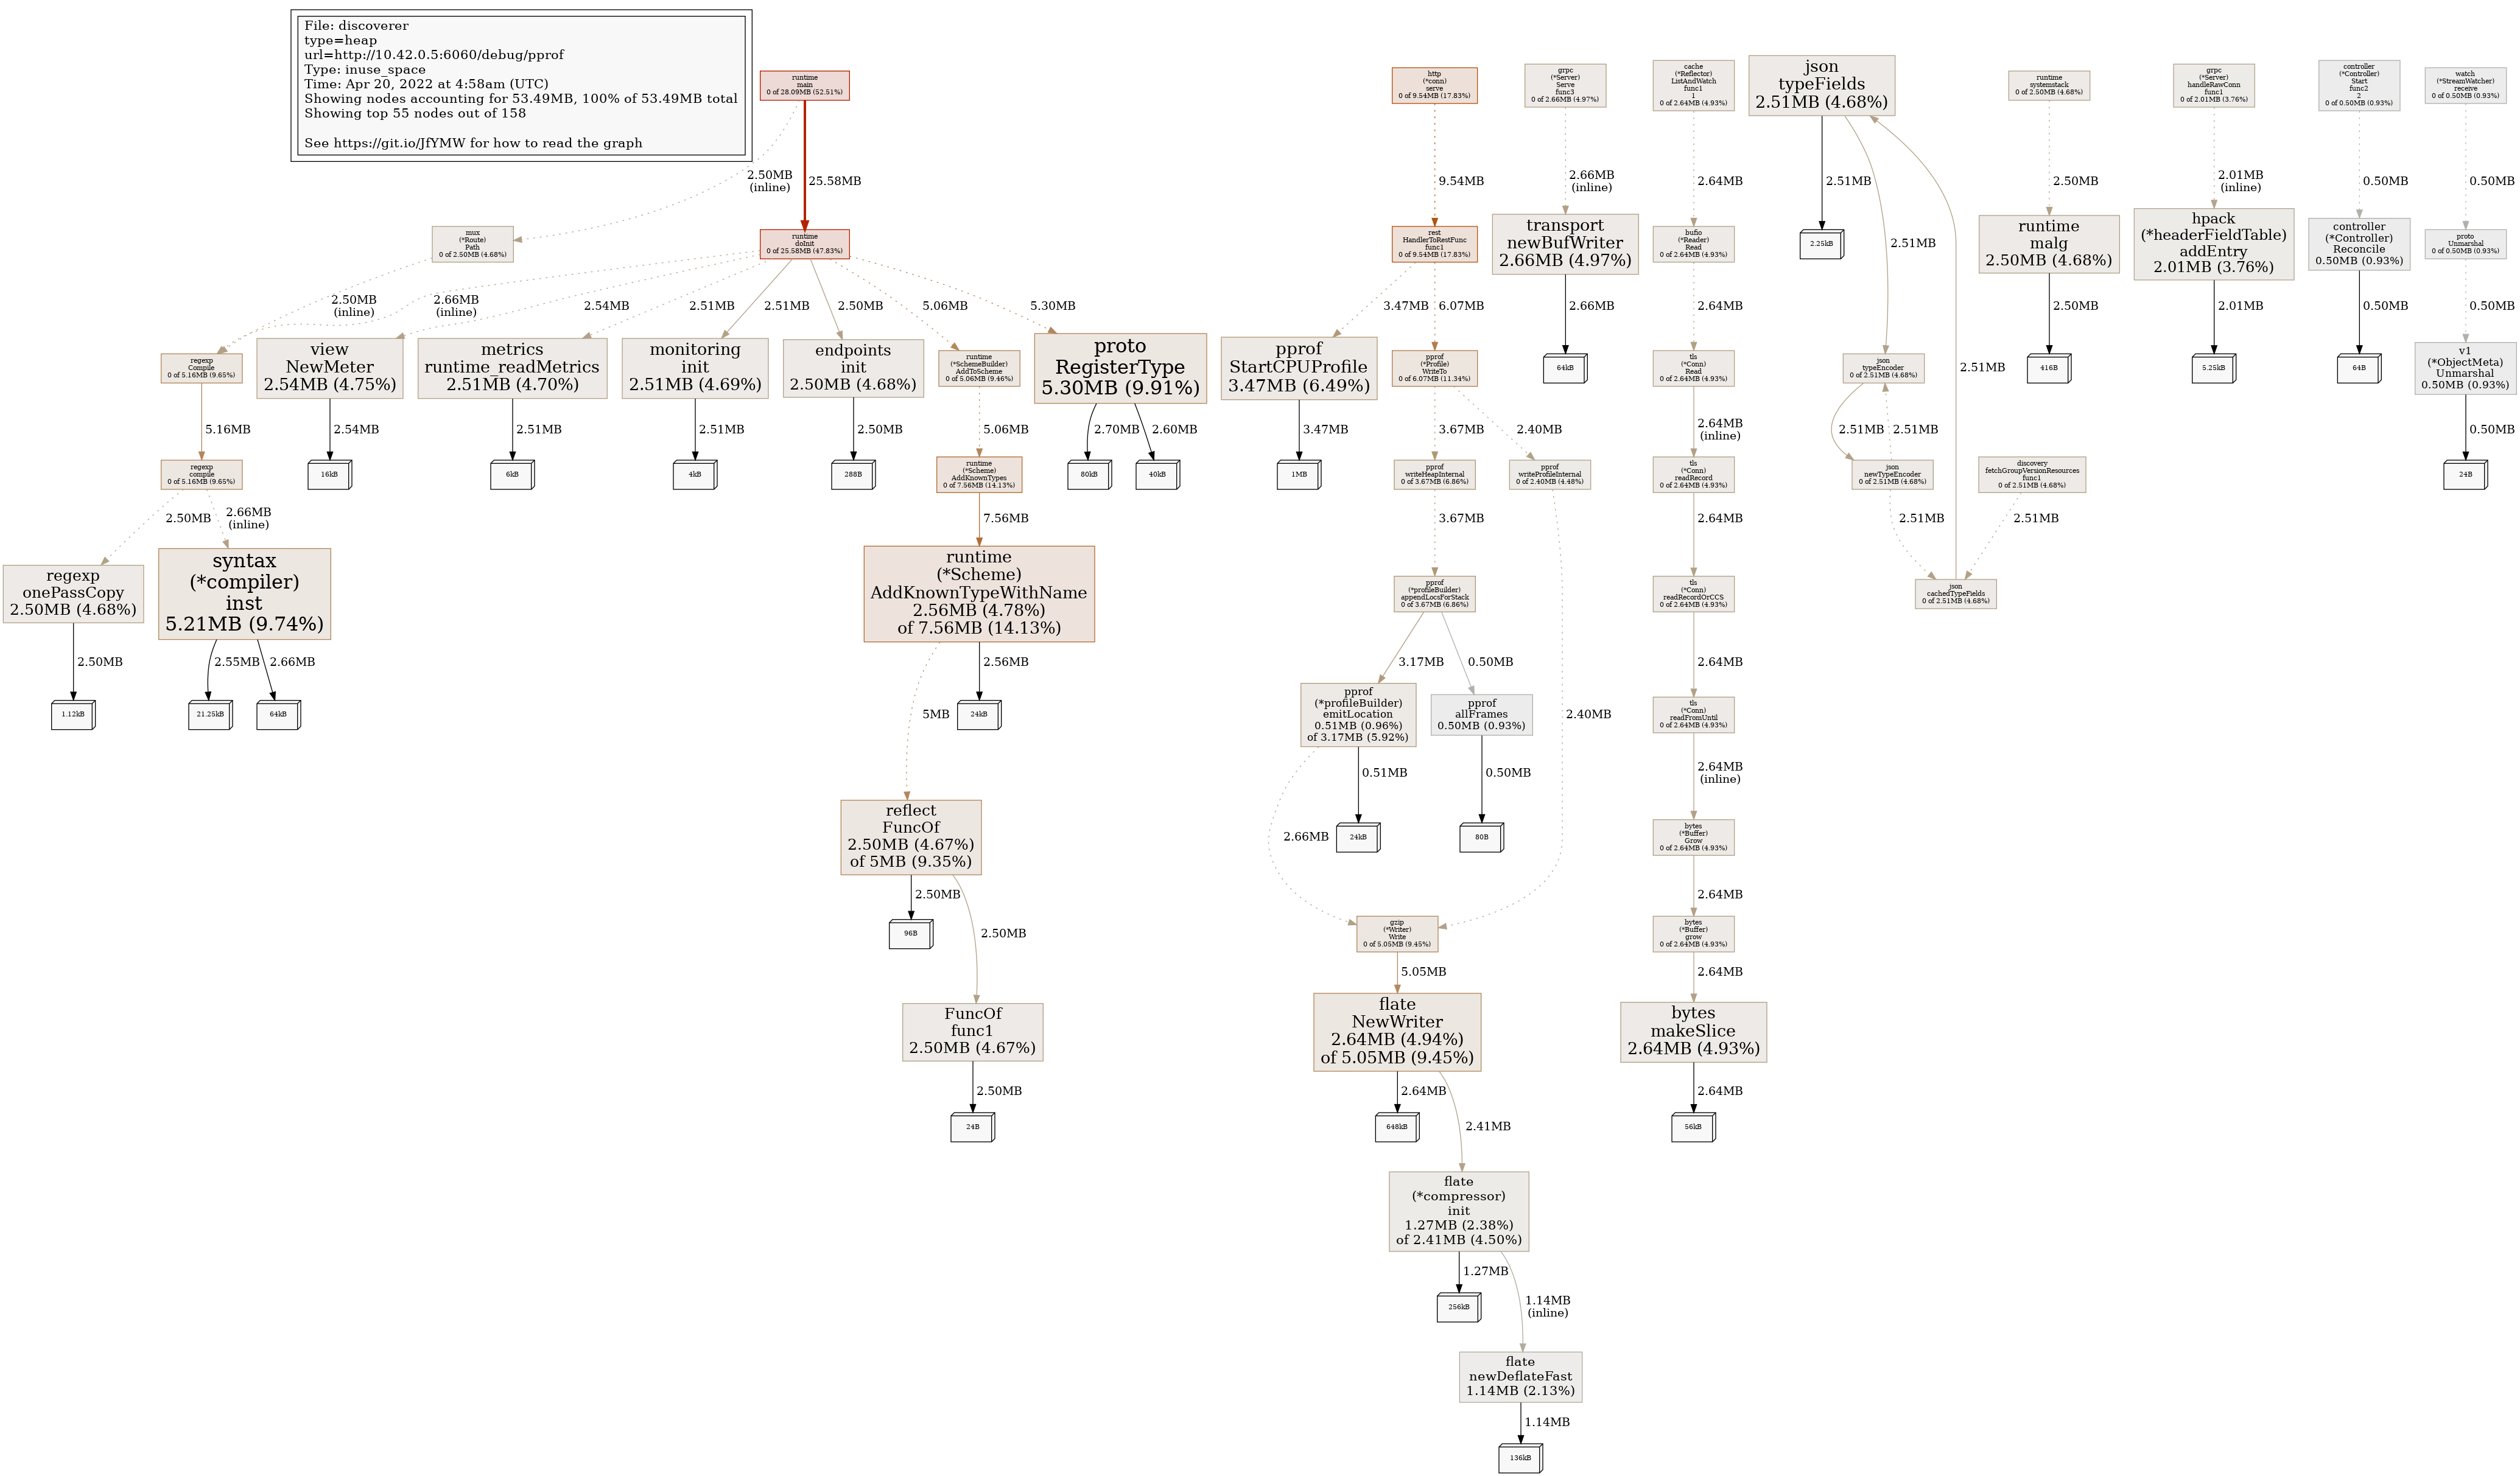 File: discoverer
type=heap
url=http://10.42.0.5:6060/debug/pprof
Type: inuse_space
Time: Apr 20, 2022 at 4:58am (UTC)
Showing nodes accounting for 53.49MB, 100% of 53.49MB total
Showing top 55 nodes out of 158
See https://git.io/JfYMW for how to read the graph
runtime
main
0 of 28.09MB (52.51%)
2.50MB
(inline)
25.58MB
mux
(*Route)
Path
0 of 2.50MB (4.68%)
runtime
doInit
0 of 25.58MB (47.83%)
2.50MB
(inline)
2.66MB
(inline)
2.54MB
2.51MB
2.51MB
2.50MB
5.06MB
5.30MB
regexp
Compile
0 of 5.16MB (9.65%)
view
NewMeter
2.54MB (4.75%)
metrics
runtime_readMetrics
2.51MB (4.70%)
monitoring
init
2.51MB (4.69%)
endpoints
init
2.50MB (4.68%)
runtime
(*SchemeBuilder)
AddToScheme
0 of 5.06MB (9.46%)
proto
RegisterType
5.30MB (9.91%)
5.16MB
2.54MB
2.51MB
2.51MB
2.50MB
5.06MB
2.70MB
2.60MB
regexp
compile
0 of 5.16MB (9.65%)
16kB
6kB
4kB
288B
runtime
(*Scheme)
AddKnownTypes
0 of 7.56MB (14.13%)
80kB
40kB
2.50MB
2.66MB
(inline)
7.56MB
regexp
onePassCopy
2.50MB (4.68%)
syntax
(*compiler)
inst
5.21MB (9.74%)
runtime
(*Scheme)
AddKnownTypeWithName
2.56MB (4.78%)
of 7.56MB (14.13%)
2.50MB
2.55MB
2.66MB
5MB
2.56MB
1.12kB
21.25kB
64kB
24kB
reflect
FuncOf
2.50MB (4.67%)
of 5MB (9.35%)
2.50MB
2.50MB
96B
FuncOf
func1
2.50MB (4.67%)
2.50MB
24B
http
(*conn)
serve
0 of 9.54MB (17.83%)
9.54MB
rest
HandlerToRestFunc
func1
0 of 9.54MB (17.83%)
3.47MB
6.07MB
pprof
StartCPUProfile
3.47MB (6.49%)
pprof
(*Profile)
WriteTo
0 of 6.07MB (11.34%)
3.47MB
3.67MB
2.40MB
1MB
pprof
writeHeapInternal
0 of 3.67MB (6.86%)
pprof
writeProfileInternal
0 of 2.40MB (4.48%)
3.67MB
pprof
(*profileBuilder)
appendLocsForStack
0 of 3.67MB (6.86%)
3.17MB
0.50MB
pprof
(*profileBuilder)
emitLocation
0.51MB (0.96%)
of 3.17MB (5.92%)
pprof
allFrames
0.50MB (0.93%)
2.40MB
0.51MB
0.50MB
2.66MB
24kB
80B
gzip
(*Writer)
Write
0 of 5.05MB (9.45%)
5.05MB
flate
NewWriter
2.64MB (4.94%)
of 5.05MB (9.45%)
2.64MB
2.41MB
648kB
flate
(*compressor)
init
1.27MB (2.38%)
of 2.41MB (4.50%)
1.27MB
1.14MB
(inline)
256kB
flate
newDeflateFast
1.14MB (2.13%)
1.14MB
136kB
grpc
(*Server)
Serve
func3
0 of 2.66MB (4.97%)
2.66MB
(inline)
transport
newBufWriter
2.66MB (4.97%)
2.66MB
64kB
cache
(*Reflector)
ListAndWatch
func1
1
0 of 2.64MB (4.93%)
2.64MB
bufio
(*Reader)
Read
0 of 2.64MB (4.93%)
2.64MB
tls
(*Conn)
Read
0 of 2.64MB (4.93%)
2.64MB
(inline)
tls
(*Conn)
readRecord
0 of 2.64MB (4.93%)
2.64MB
tls
(*Conn)
readRecordOrCCS
0 of 2.64MB (4.93%)
2.64MB
tls
(*Conn)
readFromUntil
0 of 2.64MB (4.93%)
2.64MB
(inline)
bytes
(*Buffer)
Grow
0 of 2.64MB (4.93%)
2.64MB
bytes
(*Buffer)
grow
0 of 2.64MB (4.93%)
2.64MB
bytes
makeSlice
2.64MB (4.93%)
2.64MB
56kB
json
typeFields
2.51MB (4.68%)
2.51MB
2.51MB
2.25kB
2.51MB
json
typeEncoder
0 of 2.51MB (4.68%)
2.51MB
2.51MB
json
newTypeEncoder
0 of 2.51MB (4.68%)
discovery
fetchGroupVersionResources
func1
0 of 2.51MB (4.68%)
2.51MB
2.51MB
json
cachedTypeFields
0 of 2.51MB (4.68%)
runtime
systemstack
0 of 2.50MB (4.68%)
2.50MB
runtime
malg
2.50MB (4.68%)
2.50MB
416B
grpc
(*Server)
handleRawConn
func1
0 of 2.01MB (3.76%)
2.01MB
(inline)
hpack
(*headerFieldTable)
addEntry
2.01MB (3.76%)
2.01MB
5.25kB
controller
(*Controller)
Start
func2
2
0 of 0.50MB (0.93%)
0.50MB
controller
(*Controller)
Reconcile
0.50MB (0.93%)
0.50MB
64B
watch
(*StreamWatcher)
receive
0 of 0.50MB (0.93%)
0.50MB
proto
Unmarshal
0 of 0.50MB (0.93%)
0.50MB
v1
(*ObjectMeta)
Unmarshal
0.50MB (0.93%)
0.50MB
24B